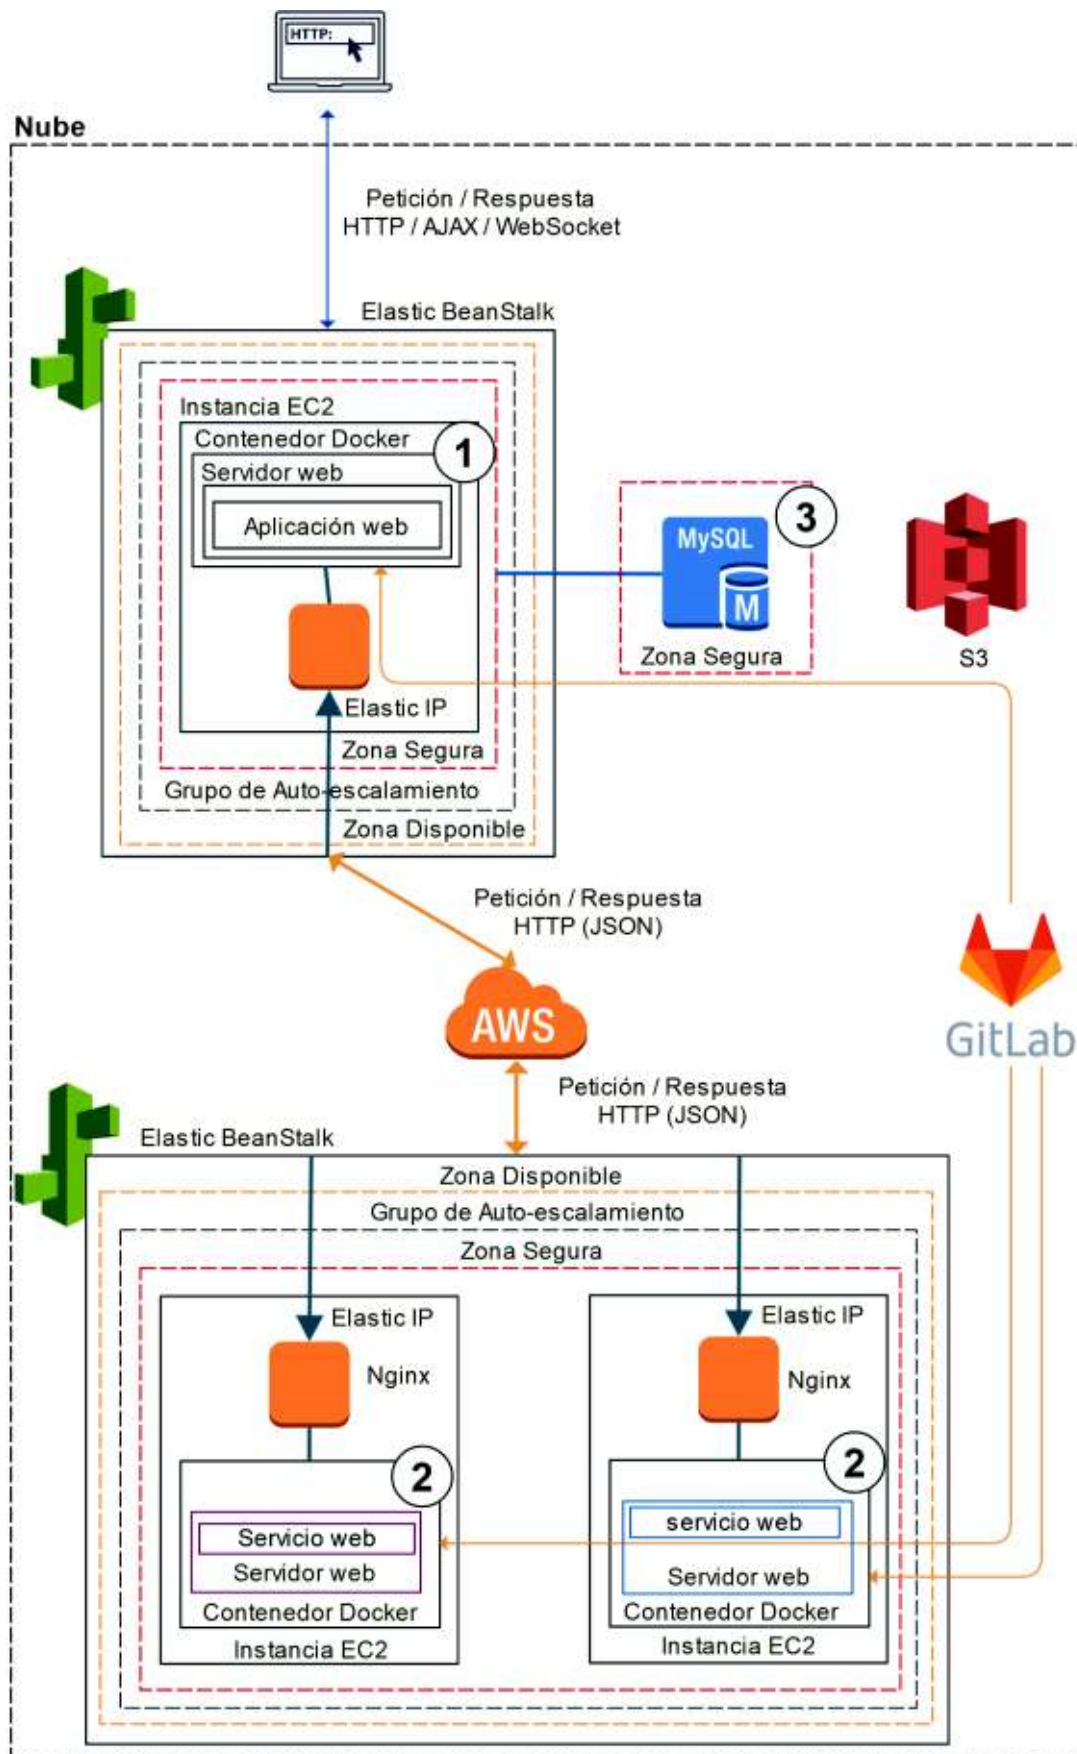 HTTP:
Nube
Petición / Respuesta
HTTP / AJAX / WebSocket
Elastic BeanStalk
Instancia EC2
Contenedor Docker
1
Servidor web
Aplicación web
3
MySQL
M
Zona Segura
S3
Elastic IP
Zona Segura
Grupo de Auto-escalamiento
Zona Disponible
Petición / Respuesta
HTTP (JSON)
AWS
GitLab
Petición / Respuesta
HTTP (JSON)
Elastic BeanStalk
Zona Disponible
Grupo de Auto-escalamiento
Zona Segura
Elastic IP
Nginx
2
Servicio web
Servidor web
Contenedor Docker
Instancia EC2
Elastic IP
Nginx
2
servicio web
Servidor web
Contenedor Docker
Instancia EC2